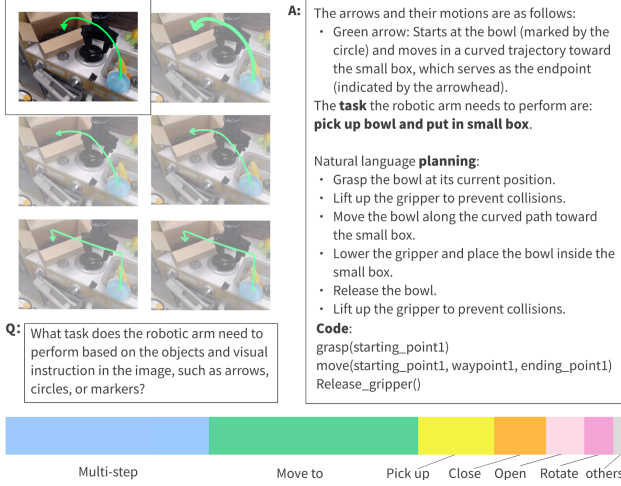 A:
The arrows and their motions are as follows:
• Green arrow: Starts at the bowl (marked by the
circle) and moves in a curved trajectory toward
the small box, which serves as the endpoint
(indicated by the arrowhead).
The task the robotic arm needs to perform are:
pick up bowl and put in small box.
Natural language planning:
• Grasp the bowl at its current position.
• Lift up the gripper to prevent collisions.
• Move the bowl along the curved path toward
the small box.
• Lower the gripper and place the bowl inside the
small box.
• Release the bowl.
• Lift up the gripper to prevent collisions.
Code:
grasp(starting_point1)
move(starting_point1, waypoint1, ending_point1)
Release_gripper()
Q:
What task does the robotic arm need to
perform based on the objects and visual
instruction in the image, such as arrows,
circles, or markers?
Multi-step
Move to
Pick up
Close
Open
Rotate
others